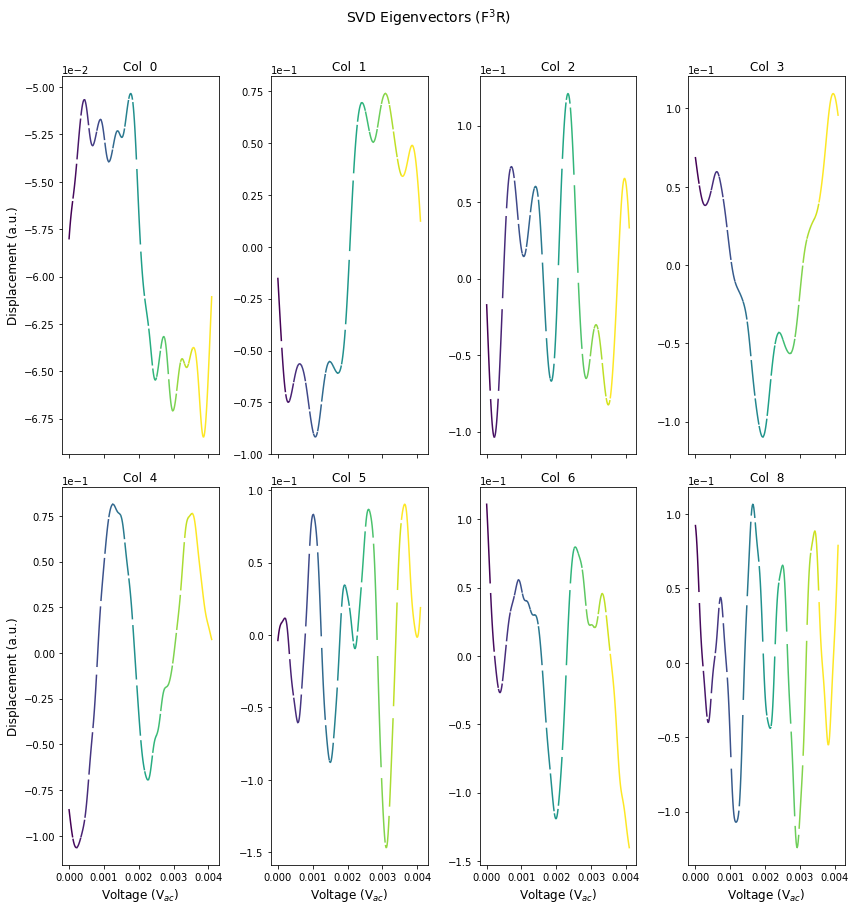 SVD Eigenvectors (F³R)
Col 0
Col 1
Col 2
Col 3
1e−2
1e−1
1e−1
1e−1
−5.00
−5.25
−5.50
−5.75
−6.00
−6.25
−6.50
−6.75
0.75
0.50
0.25
0.00
−0.25
−0.50
−0.75
−1.00
1.0
0.5
0.0
−0.5
−1.0
1.0
0.5
0.0
−0.5
−1.0
Displacement (a.u.)
Col 4
Col 5
Col 6
Col 8
1e−1
1e−1
1e−1
1e−1
0.75
0.50
0.25
0.00
−0.25
−0.50
−0.75
−1.00
1.0
0.5
0.0
−0.5
−1.0
−1.5
1.0
0.5
0.0
−0.5
−1.0
−1.5
1.0
0.5
0.0
−0.5
−1.0
Displacement (a.u.)
0.000 0.001 0.002 0.003 0.004
0.000 0.001 0.002 0.003 0.004
0.000 0.001 0.002 0.003 0.004
0.000 0.001 0.002 0.003 0.004
Voltage (Vac)
Voltage (Vac)
Voltage (Vac)
Voltage (Vac)